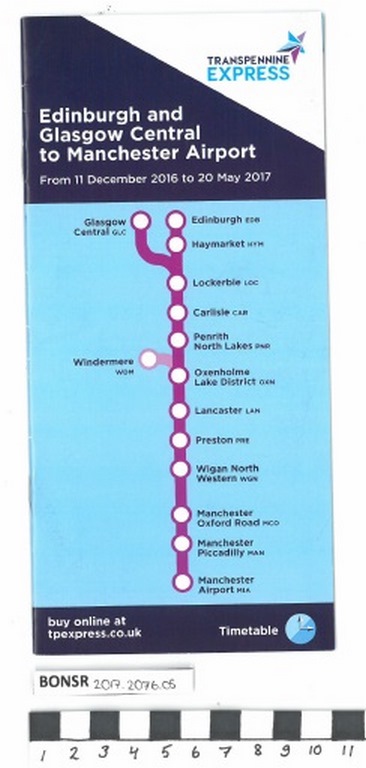 TRANSPENNINE
EXPRESS
Edinburgh and
Glasgow Central
to Manchester Airport
From 11 December 2016 to 20 May 2017
Glasgow
Central GLC
Edinburgh EDB
Haymarket HYM
Lockerbie LOC
Carlisle CAR
Penrith
North Lakes PNR
Windermere
WDM
Oxenholme
Lake District OXN
Lancaster LAN
Preston PRE
Wigan North
Western WGN
Manchester
Oxford Road MCO
Manchester
Piccadilly MAN
Manchester
Airport MIA
buy online at
tpexpress.co.uk
Timetable
BONSR 2017.2076.05
1 2 3 4 5 6 7 8 9 10 11